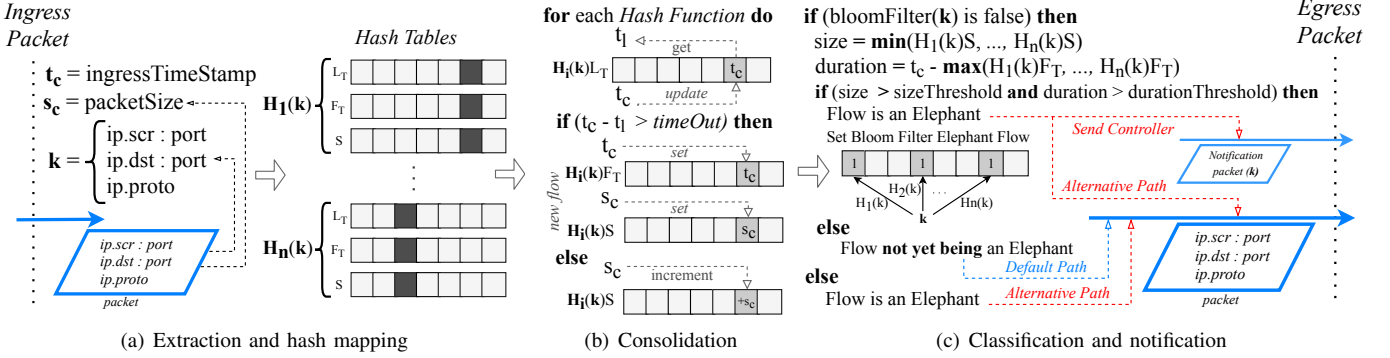 Ingress
Packet
t_c = ingressTimeStamp
s_c = packetSize
k =
ip.scr : port
ip.dst : port
ip.proto
ip.scr : port
ip.dst : port
ip.proto
packet
Hash Tables
H_1(k)
L_T
F_T
S
⋮
H_n(k)
L_T
F_T
S
(a) Extraction and hash mapping
for each Hash Function do
t_l
get
H_i(k)L_T
t_c
t_c
update
if (t_c - t_l > timeOut) then
new flow
t_c
set
H_i(k)F_T
t_c
s_c
set
H_i(k)S
s_c
else
s_c
increment
H_i(k)S
+s_c
(b) Consolidation
if (bloomFilter(k) is false) then
size = min(H_1(k)S, ..., H_n(k)S)
duration = t_c - max(H_1(k)F_T, ..., H_n(k)F_T)
if (size > sizeThreshold and duration > durationThreshold) then
Flow is an Elephant
Send Controller
Set Bloom Filter Elephant Flow
1 1 1
H_1(k)
H_2(k)
. . .
Hn(k)
k
Notification
packet (k)
Alternative Path
else
Flow not yet being an Elephant
Default Path
else
Flow is an Elephant
Alternative Path
Egress
Packet
ip.scr : port
ip.dst : port
ip.proto
packet
(c) Classification and notification